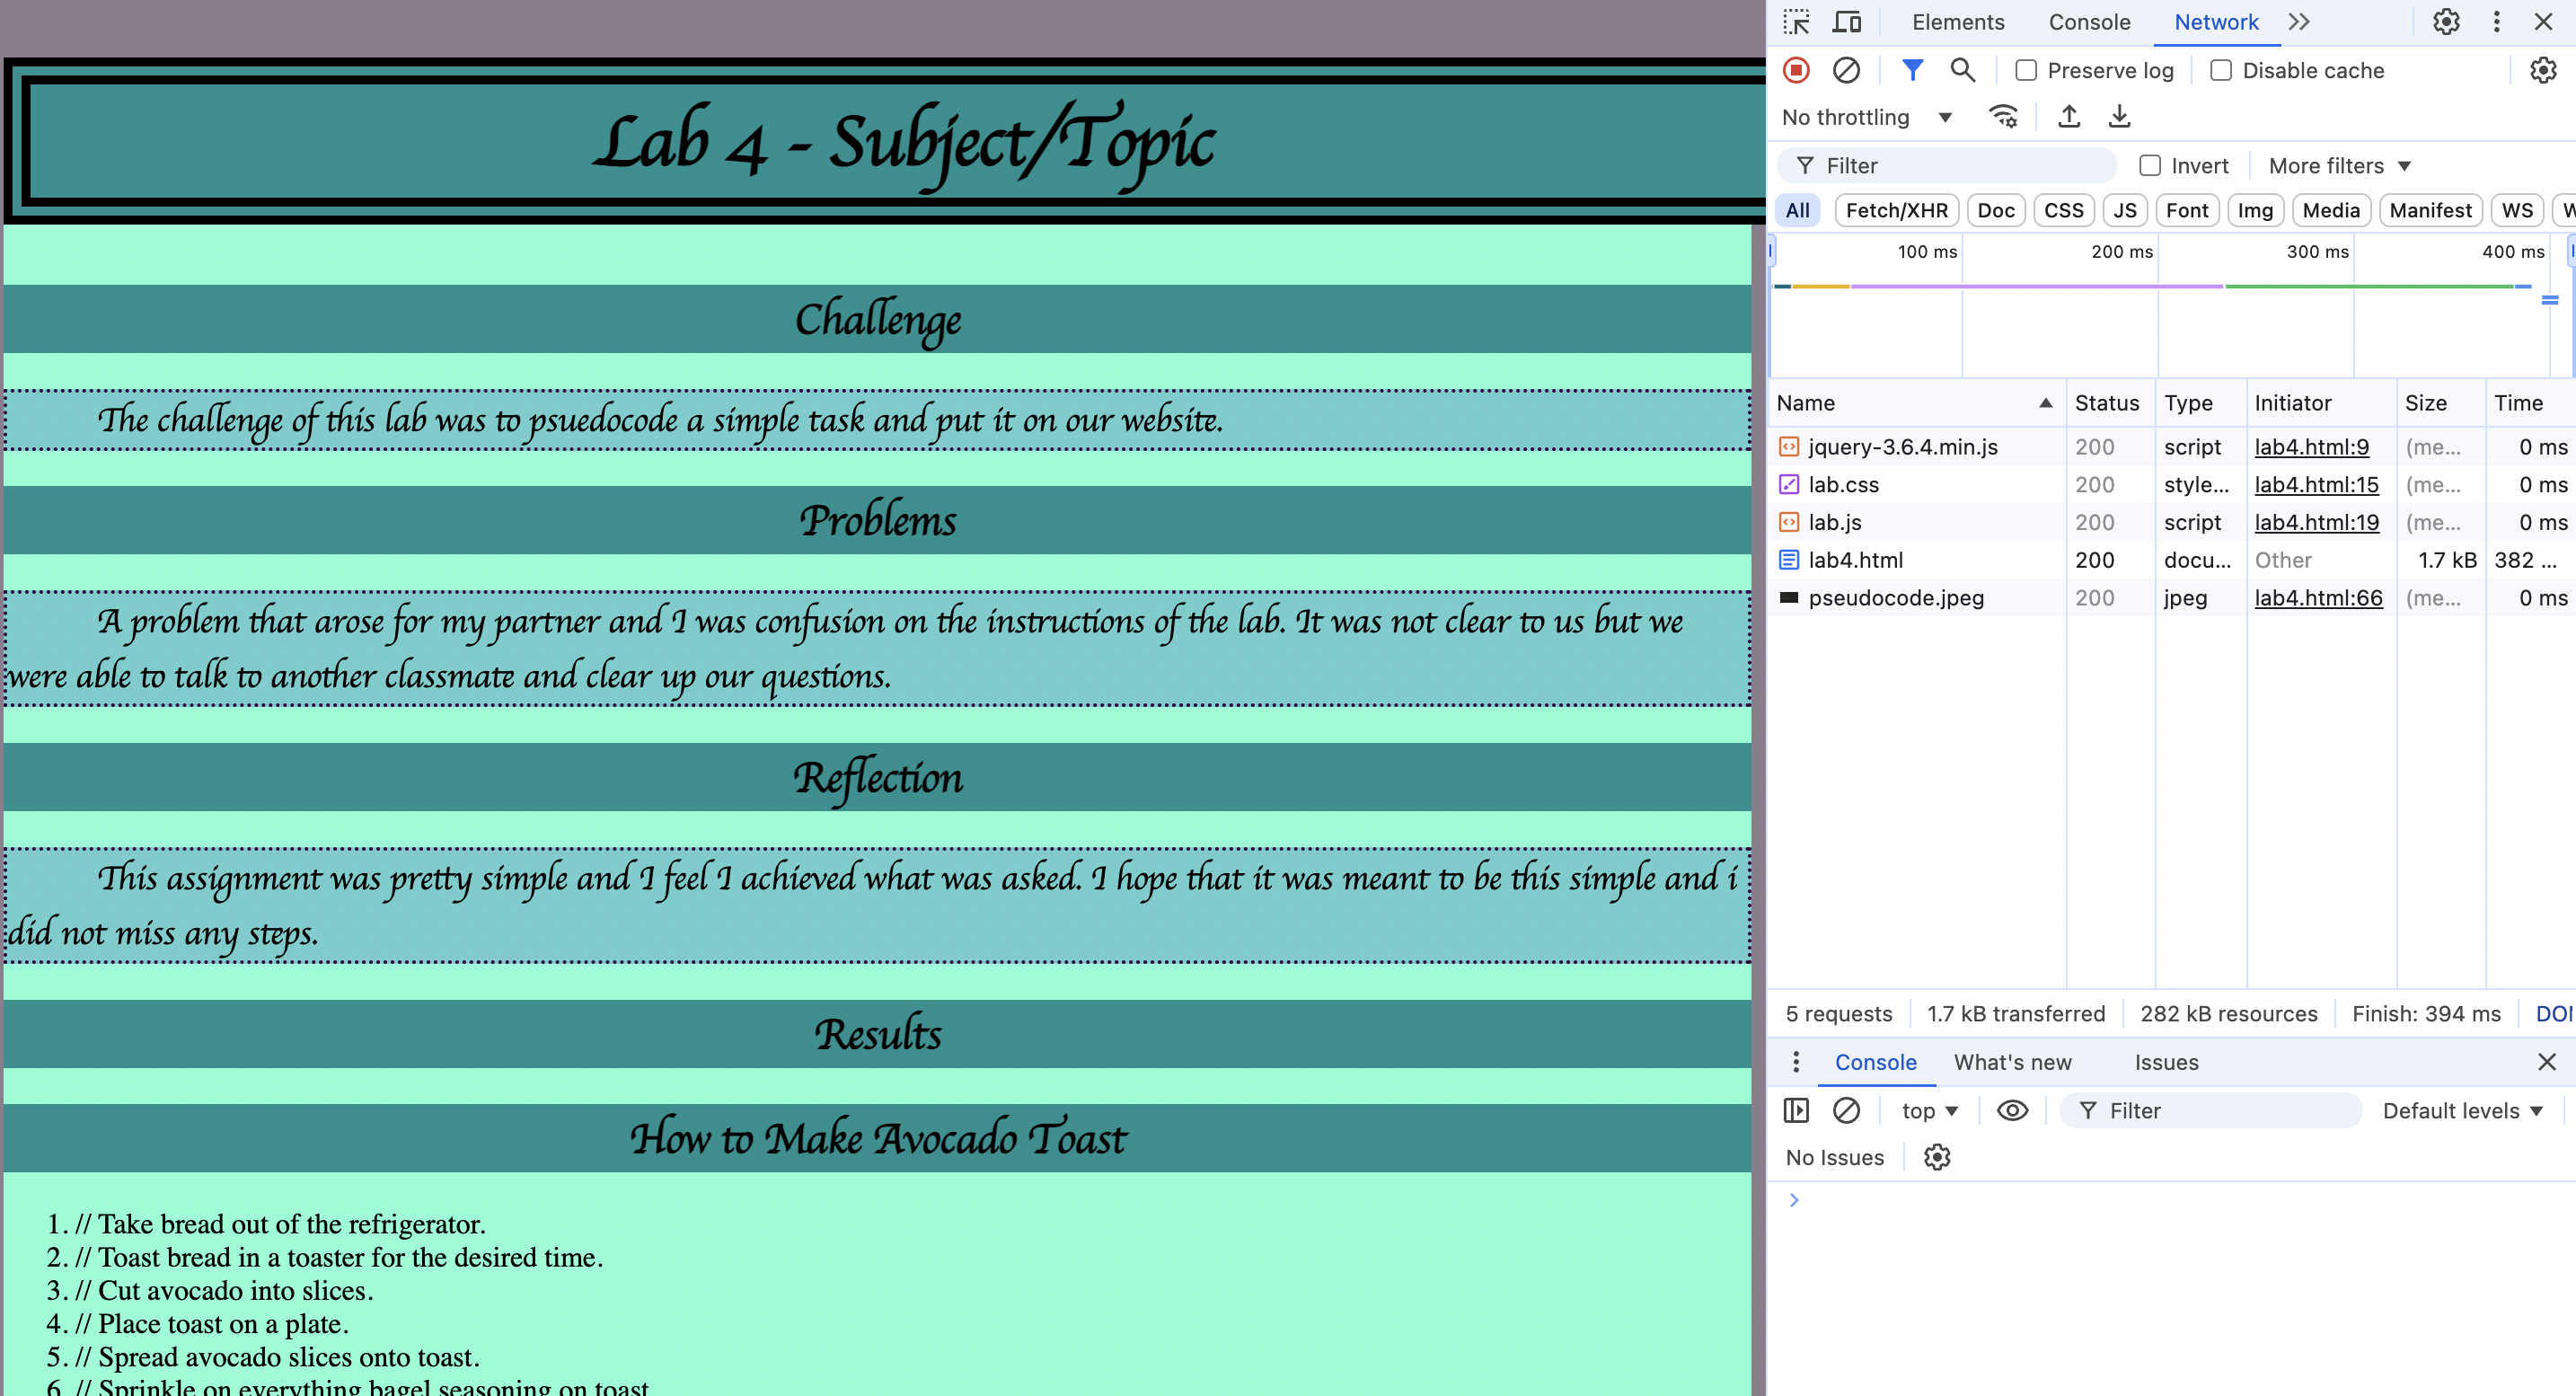 Lab 4 - Subject/Topic
Challenge
The challenge of this lab was to psuedocode a simple task and put it on our website.
Problems
A problem that arose for my partner and I was confusion on the instructions of the lab. It was not clear to us but we
were able to talk to another classmate and clear up our questions.
Reflection
This assignment was pretty simple and I feel I achieved what was asked. I hope that it was meant to be this simple and i
did not miss any steps.
Results
How to Make Avocado Toast
1. // Take bread out of the refrigerator.
2. // Toast bread in a toaster for the desired time.
3. // Cut avocado into slices.
4. // Place toast on a plate.
5. // Spread avocado slices onto toast.
6. // Sprinkle on everything bagel seasoning on toast
Elements Console Network
Preserve log Disable cache
No throttling
Filter Invert More filters
All Fetch/XHR Doc CSS JS Font Img Media Manifest WS
100 ms 200 ms 300 ms 400 ms
Name Status Type Initiator Size Time
jquery-3.6.4.min.js 200 script lab4.html:9 (me... 0 ms
lab.css 200 style... lab4.html:15 (me... 0 ms
lab.js 200 script lab4.html:19 (me... 0 ms
lab4.html 200 docu... Other 1.7 kB 382 ...
pseudocode.jpeg 200 jpeg lab4.html:66 (me... 0 ms
5 requests 1.7 kB transferred 282 kB resources Finish: 394 ms
Console What's new Issues
top Filter Default levels
No Issues